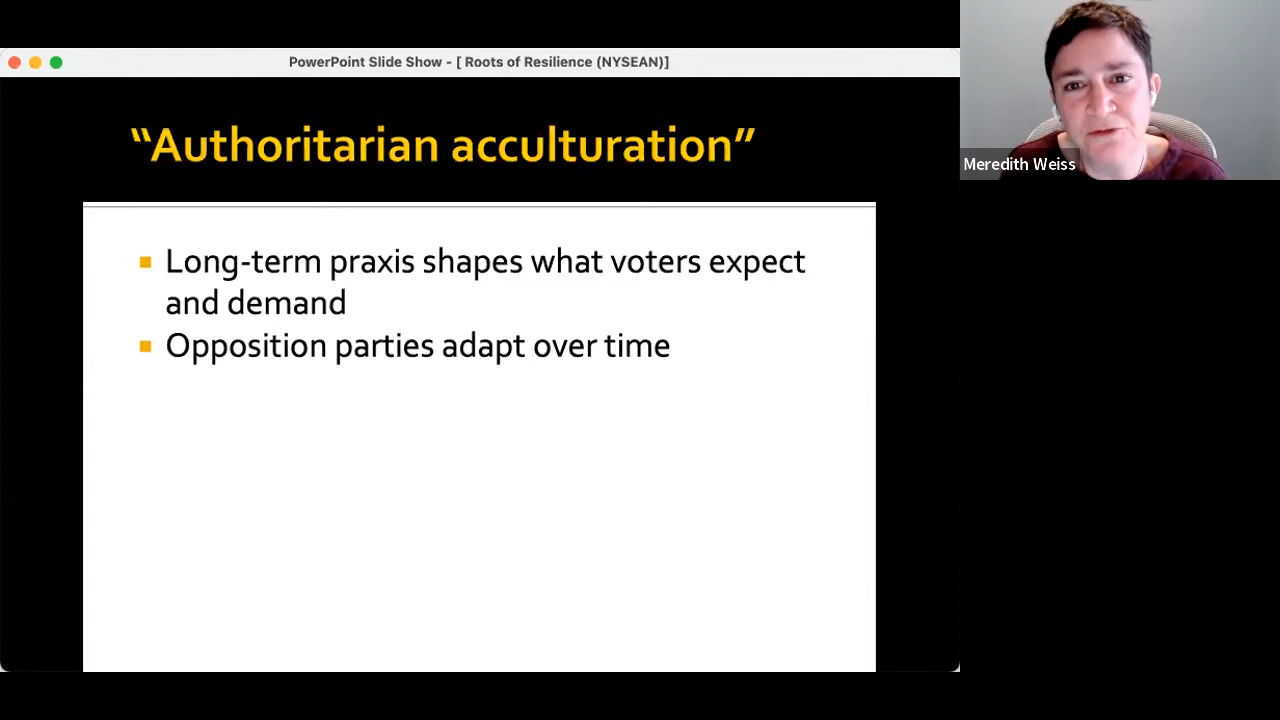 PowerPoint Slide Show - [ Roots of Resilience (NYSEAN)]
“Authoritarian acculturation”
Long-term praxis shapes what voters expect
and demand
Opposition parties adapt over time
Meredith Weiss